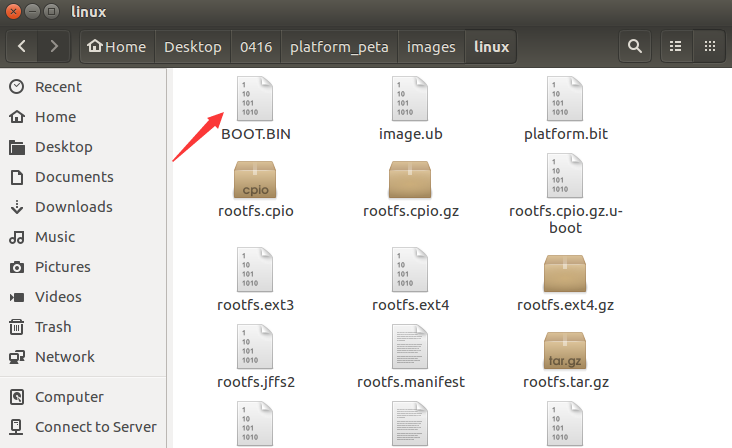 linux
Home
Desktop
0416
platform_peta
images
linux
Recent
Home
Desktop
Documents
Downloads
Music
Pictures
Videos
Trash
Network
Computer
Connect to Server
1
10
101
1010
BOOT.BIN
1
10
101
1010
image.ub
1
10
101
1010
platform.bit
cpio
rootfs.cpio
rootfs.cpio.gz
1
10
101
1010
rootfs.cpio.gz.u-
boot
1
10
101
1010
rootfs.ext3
1
10
101
1010
rootfs.ext4
rootfs.ext4.gz
1
10
101
1010
rootfs.jffs2
rootfs.manifest
tar.gz
rootfs.tar.gz
1
10
101
1010
1
10
101
1010